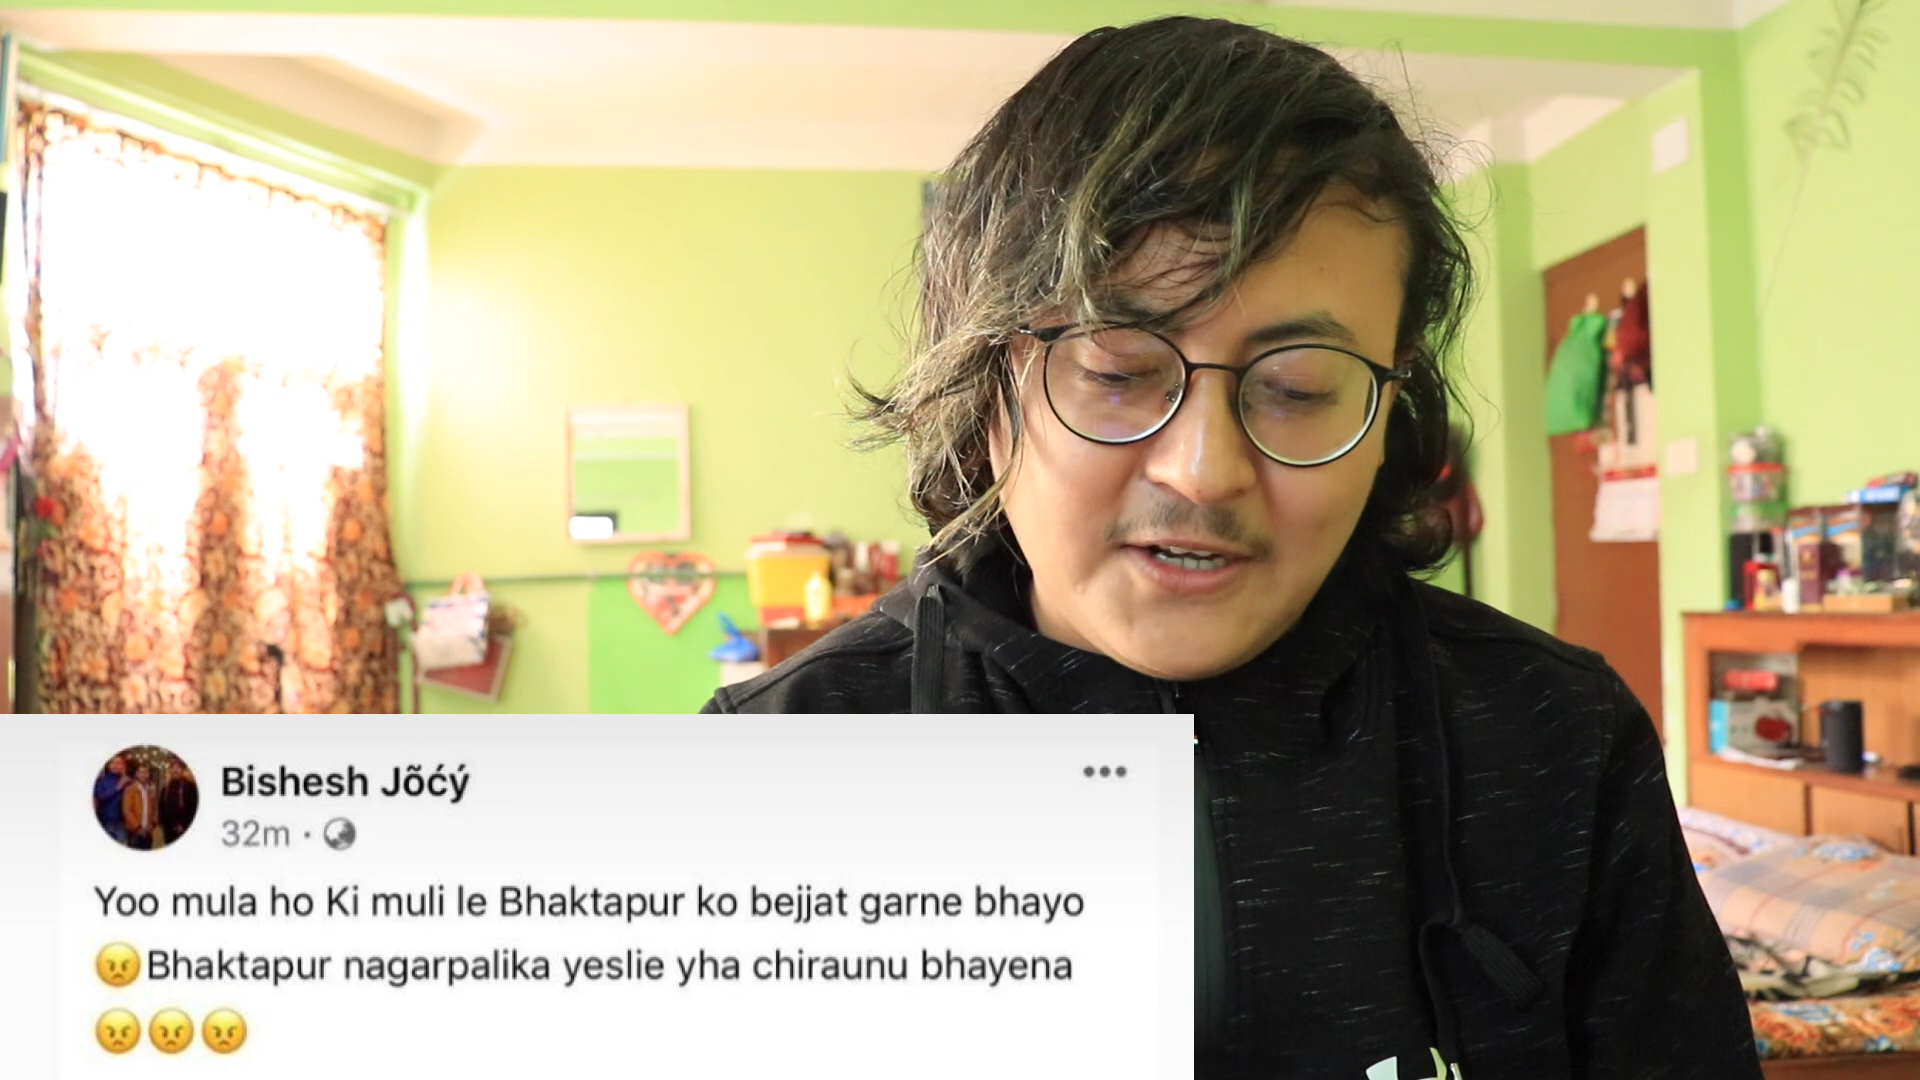 Bishesh Jõćý
32m ·
Yoo mula ho Ki muli le Bhaktapur ko bejjat garne bhayo
😠Bhaktapur nagarpalika yeslie yha chiraunu bhayena
😠😠😠